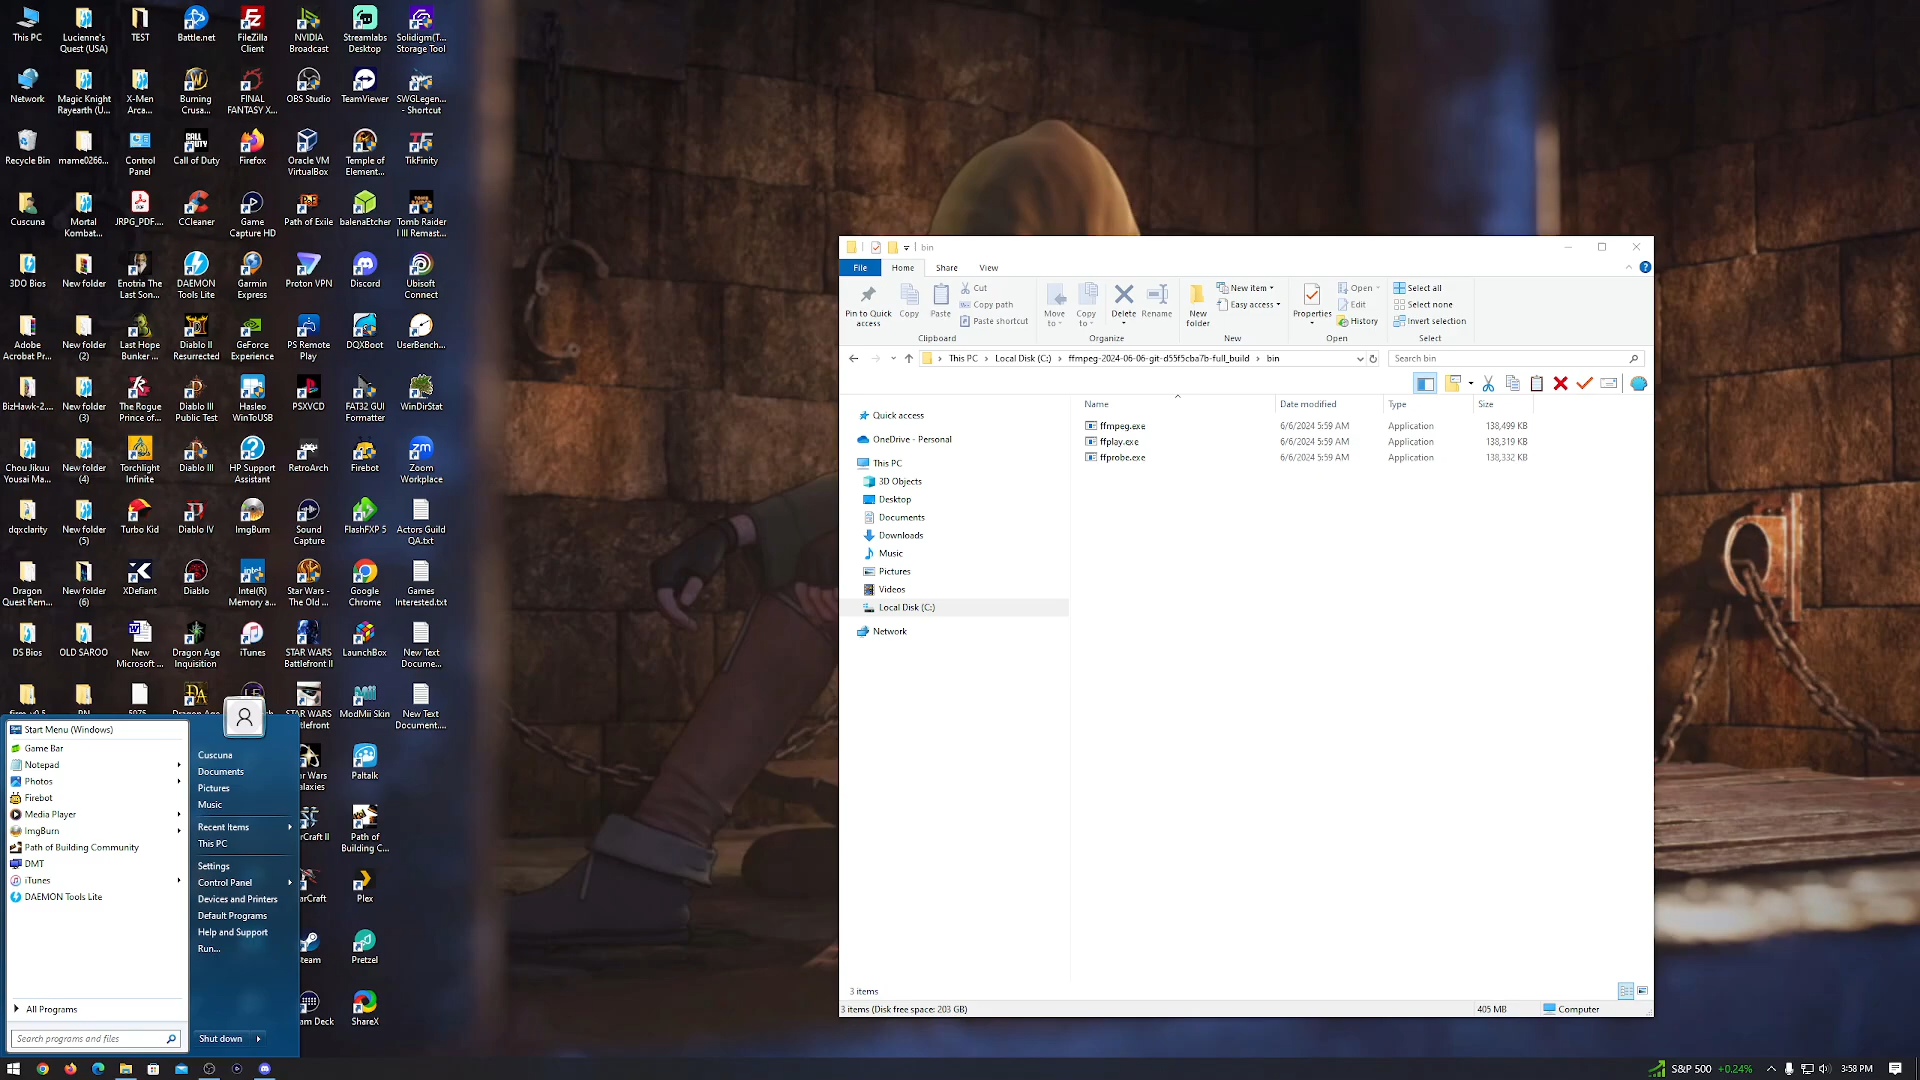 This PC
Lucienne's
Quest (USA)
TEST
Battle.net
FileZilla
Client
NVIDIA
Broadcast
Streamlabs
Desktop
Solidigm(T...
Storage Tool
Network
Magic Knight
Rayearth (U...
X-Men
Arca...
Burning
Crusa...
FINAL
FANTASY X...
OBS Studio
TeamViewer
SWGLegen...
- Shortcut
Recycle Bin
mame0266...
Control
Panel
Call of Duty
Firefox
Oracle VM
VirtualBox
Temple of
Element...
TikFinity
Cuscuna
Mortal
Kombat...
JRPG_PDF....
CCleaner
Game
Capture HD
Path of Exile
balenaEtcher
Tomb Raider
I III Remast...
3DO Bios
New folder
Enotria The
Last Son...
DAEMON
Tools Lite
Garmin
Express
Proton VPN
Discord
Ubisoft
Connect
Adobe
Acrobat Pr...
New folder
(2)
Last Hope
Bunker ...
Diablo II
Resurrected
GeForce
Experience
PS Remote
Play
DQXBoot
UserBench...
BizHawk-2....
New folder
(3)
The Rogue
Prince of...
Diablo III
Public Test
Hasleo
WinToUSB
PSXVCD
FAT32 GUI
Formatter
WinDirStat
Chou Jikuu
Yousai Ma...
New folder
(4)
Torchlight
Infinite
Diablo III
HP Support
Assistant
RetroArch
Firebot
Zoom
Workplace
dqxclarity
New folder
(5)
Turbo Kid
Diablo IV
ImgBurn
Sound
Capture
FlashFXP 5
Actors Guild
QA.txt
Dragon
Quest Rem...
New folder
(6)
XDefiant
Diablo
Intel(R)
Memory a...
Star Wars -
The Old ...
Google
Chrome
Games
Interested.txt
DS Bios
OLD SAROO
New
Microsoft ...
Dragon Age
Inquisition
iTunes
STAR WARS
Battlefront II
LaunchBox
New Text
Docume...
STAR WARS
ModMii Skin
New Text
Document....
Paltalk
Path of
Building C...
Plex
Pretzel
ShareX
Start Menu (Windows)
Game Bar
Notepad
Photos
Firebot
Media Player
ImgBurn
Path of Building Community
DMT
iTunes
DAEMON Tools Lite
All Programs
Search programs and files
Cuscuna
Documents
Pictures
Music
Recent Items
This PC
Settings
Control Panel
Devices and Printers
Default Programs
Help and Support
Run...
Shut down
bin
File
Home
Share
View
Pin to Quick
access
Copy
Paste
Cut
Copy path
Paste shortcut
Clipboard
Move
to
Copy
to
Delete
Rename
Organize
New
folder
New item
Easy access
New
Properties
Open
Edit
History
Open
Select all
Select none
Invert selection
Select
This PC > Local Disk (C:) > ffmpeg-2024-06-06-git-d55f5cba7b-full_build > bin
Search bin
Name
Date modified
Type
Size
ffmpeg.exe 6/6/2024 5:59 AM Application 138,499 KB
ffplay.exe 6/6/2024 5:59 AM Application 138,319 KB
ffprobe.exe 6/6/2024 5:59 AM Application 138,332 KB
Quick access
OneDrive - Personal
This PC
3D Objects
Desktop
Documents
Downloads
Music
Pictures
Videos
Local Disk (C:)
Network
3 items
3 items (Disk free space: 203 GB)
405 MB
Computer
S&P 500 +0.24%
3:58 PM